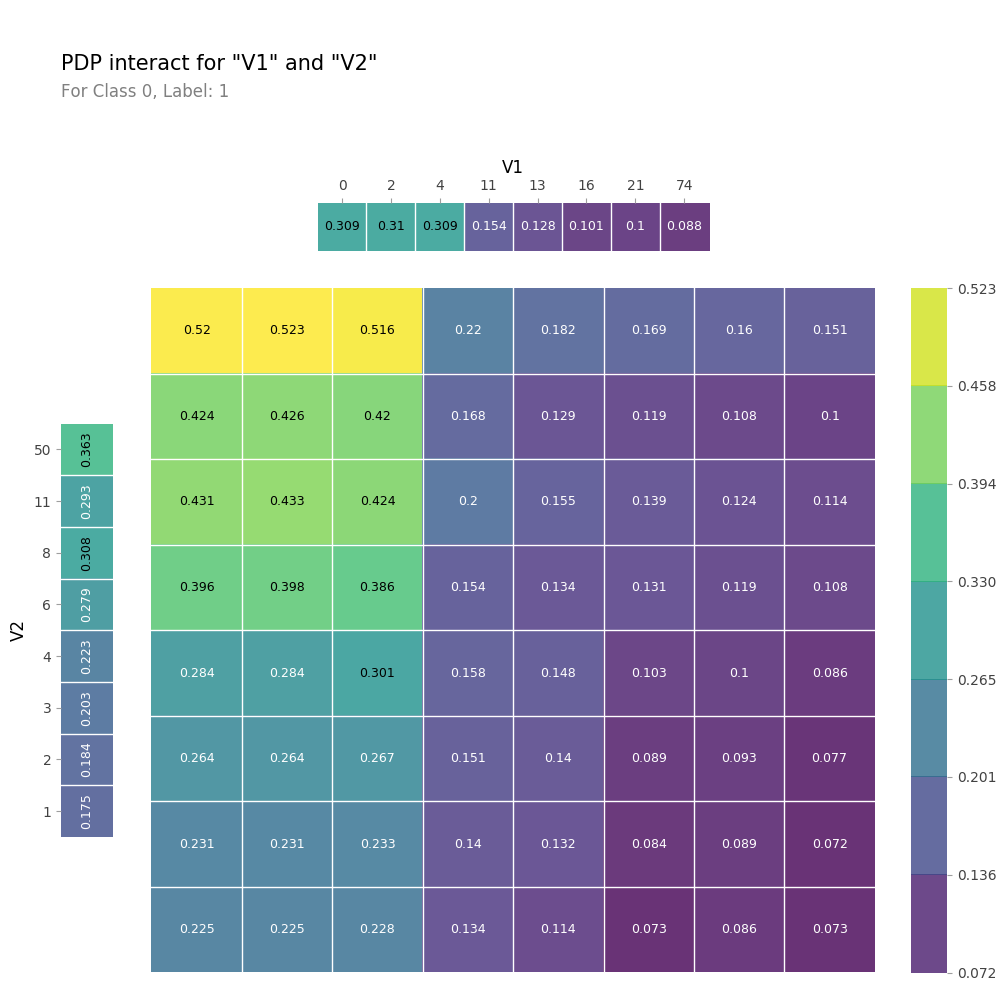 PDP interact for "V1" and "V2"
For Class 0, Label: 1
V1
0 2 4 11 13 16 21 74
0.309 0.31 0.309 0.154 0.128 0.101 0.1 0.088
0.52 0.523 0.516 0.22 0.182 0.169 0.16 0.151
0.424 0.426 0.42 0.168 0.129 0.119 0.108 0.1
0.431 0.433 0.424 0.2 0.155 0.139 0.124 0.114
0.396 0.398 0.386 0.154 0.134 0.131 0.119 0.108
0.284 0.284 0.301 0.158 0.148 0.103 0.1 0.086
0.264 0.264 0.267 0.151 0.14 0.089 0.093 0.077
0.231 0.231 0.233 0.14 0.132 0.084 0.089 0.072
0.225 0.225 0.228 0.134 0.114 0.073 0.086 0.073
V2
50 0.363
11 0.293
8 0.308
6 0.279
4 0.223
3 0.203
2 0.184
1 0.175
0.523
0.458
0.394
0.330
0.265
0.201
0.136
0.072